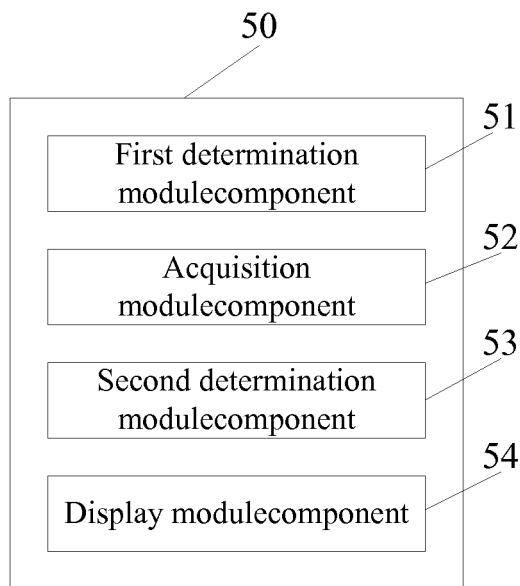 50
51
First determination
modulecomponent
52
Acquisition
modulecomponent
53
Second determination
modulecomponent
54
Display modulecomponent